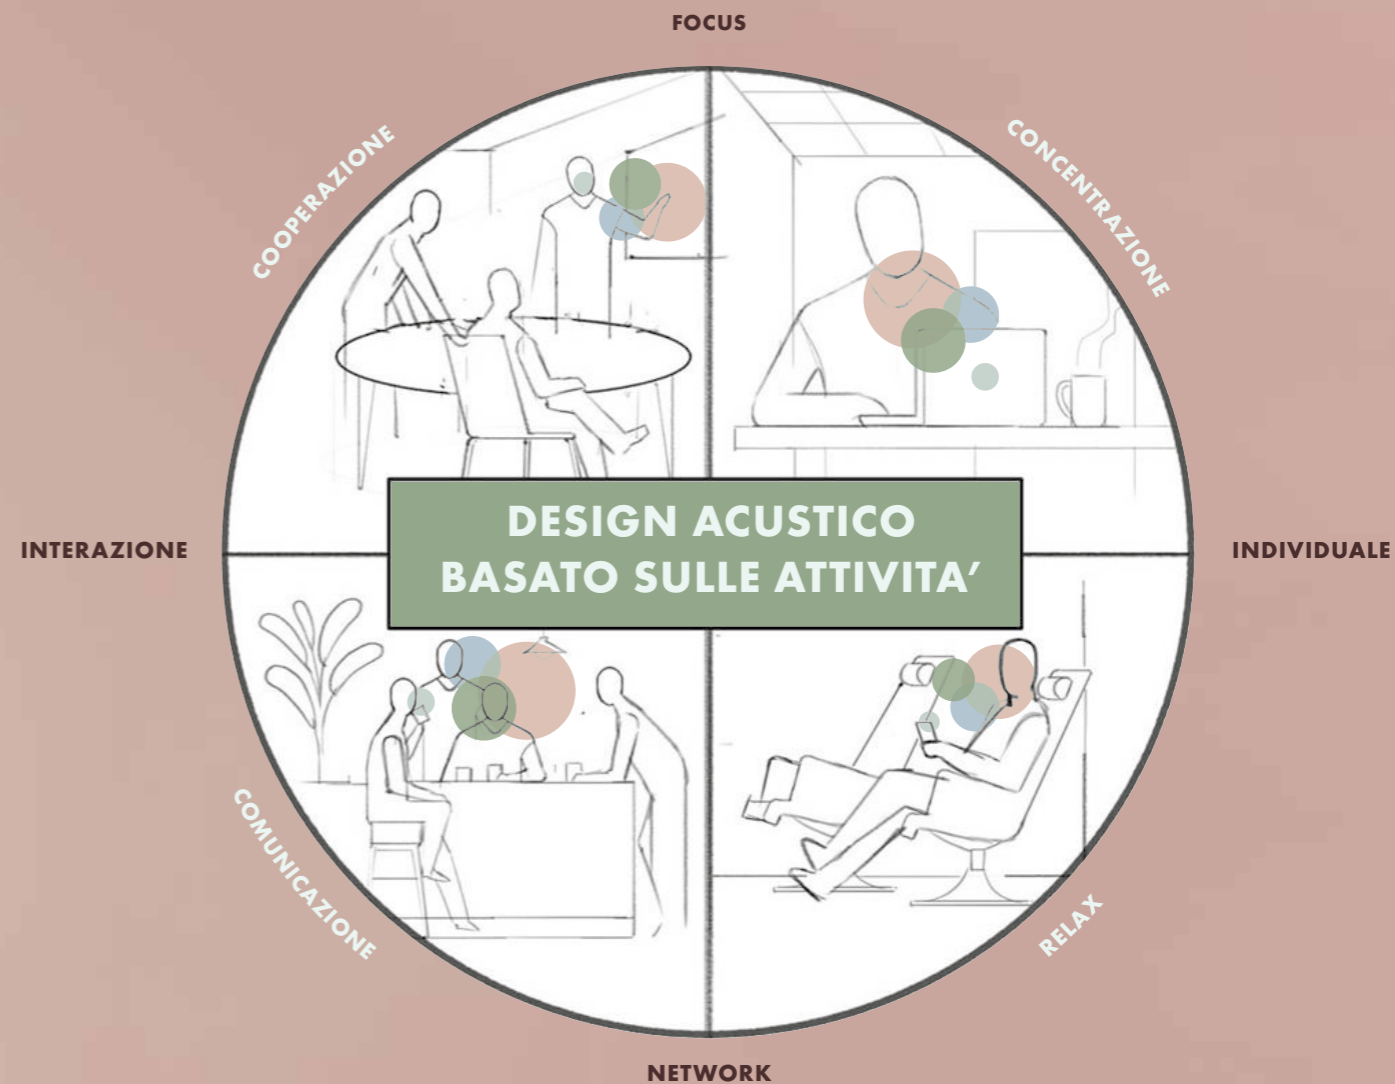 FOCUS
COOPERAZIONE
CONCENTRAZIONE
DESIGN ACUSTICO
BASATO SULLE ATTIVITA’
INTERAZIONE
INDIVIDUALE
COMUNICAZIONE
RELAX
NETWORK